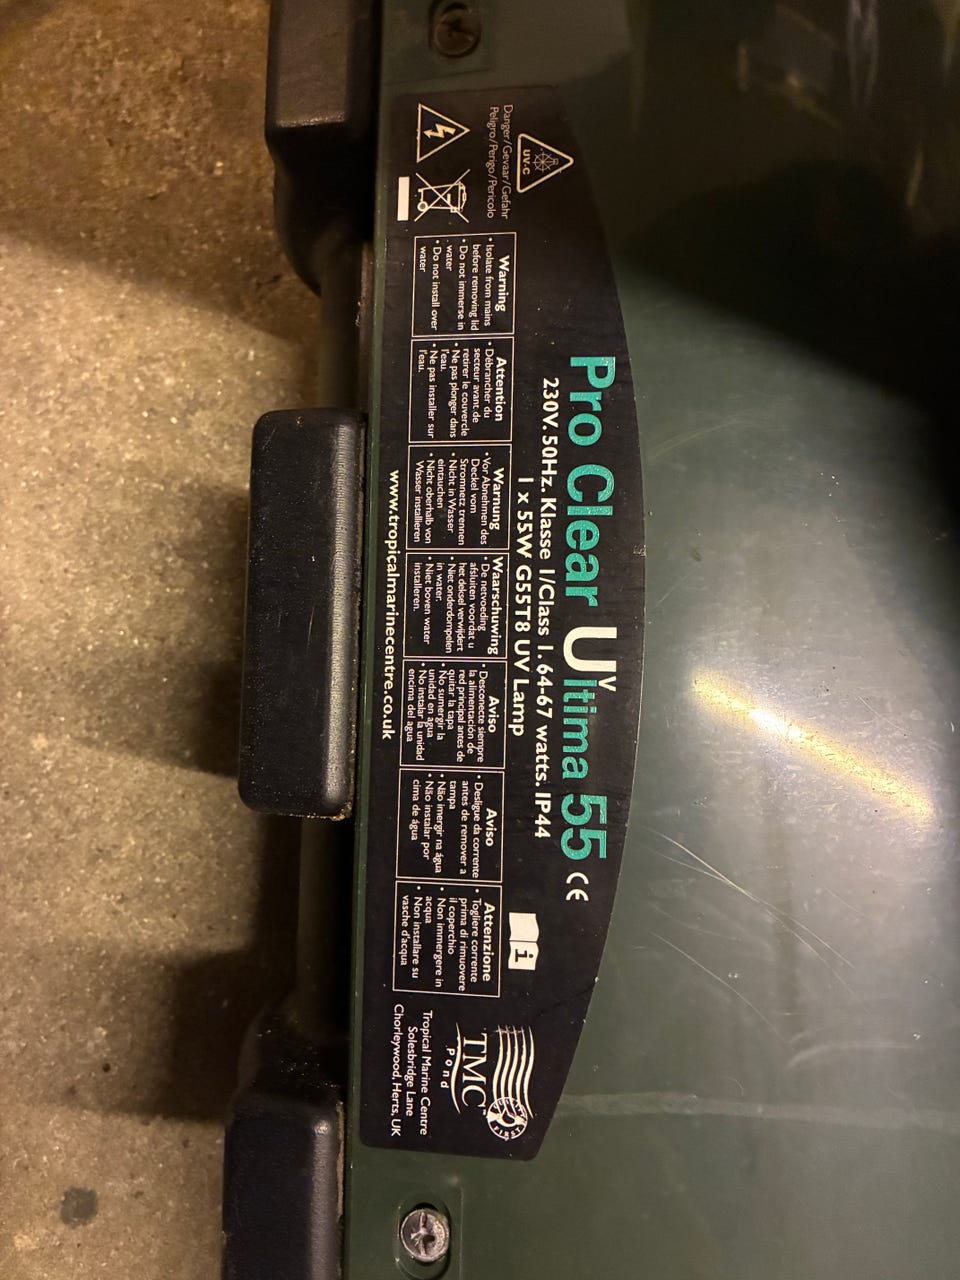 Pro Clear Ultima 55 CE
UV
230V. 50Hz. Klasse 1/Class 1. 64-67 watts. IP44
1 x 55W G55T8 UV Lamp
UV-C
Danger/Gevaar/Gefahr
Peligro/Perigo/Pericolo
Warning
• Isolate from mains
before removing lid
• Do not immerse in
water
• Do not install over
water
Attention
• Débrancher du
secteur avant de
retirer le couvercle
• Ne pas plonger dans
l'eau.
• Ne pas installer sur
l'eau.
Warnung
• Vor Abnehmen des
Deckel vom
Stromnetz trennen
• Nicht in Wasser
eintauchen
• Nicht oberhalb von
Wasser installieren
Waarschuwing
• De netvoeding
afsluiten voordat u
het deksel verwijdert
• Niet onderdompelen
in water.
• Niet boven water
installeren.
Aviso
• Desconecte siempre
la alimentación de
red principal antes de
quitar la tapa
• No sumergir la
unidad en agua
• No instalar la unidad
encima del agua
Aviso
• Desligue da corrente
antes de remover a
tampa
• Não imergir na água
• Não instalar por
cima de água
Attenzione
• Togliere corrente
prima di rimuovere
il coperchio
• Non immergere in
acqua
• Non installare su
vasche d'acqua
i
www.tropicalmarinecentre.co.uk
TMC™
Pond
Tropical Marine Centre
Solesbridge Lane
Chorleywood, Herts, UK